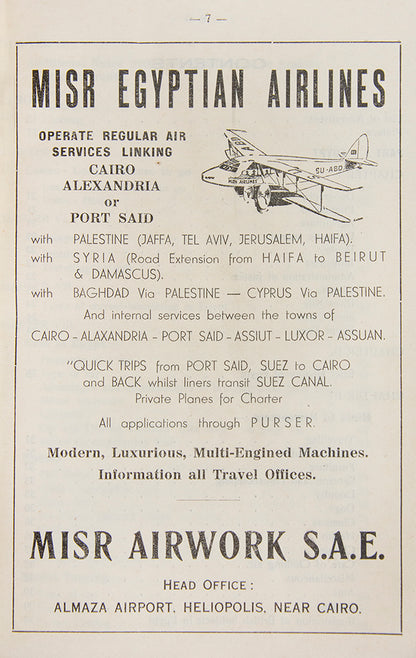 — 7 —
MISR EGYPTIAN AIRLINES
OPERATE REGULAR AIR
SERVICES LINKING
CAIRO
ALEXANDRIA
or
PORT SAID
MISR AIRLINES
SU-ABD
with PALESTINE (JAFFA, TEL AVIV, JERUSALEM, HAIFA).
with SYRIA (Road Extension from HAIFA to BEIRUT
& DAMASCUS).
with BAGHDAD Via PALESTINE — CYPRUS Via PALESTINE.
And internal services between the towns of
CAIRO - ALAXANDRIA - PORT SAID - ASSIUT - LUXOR - ASSUAN.
"QUICK TRIPS from PORT SAID, SUEZ to CAIRO
and BACK whilst liners transit SUEZ CANAL.
Private Planes for Charter
All applications through PURSER.
Modern, Luxurious, Multi-Engined Machines.
Information all Travel Offices.
MISR AIRWORK S.A.E.
HEAD OFFICE :
ALMAZA AIRPORT, HELIOPOLIS, NEAR CAIRO.